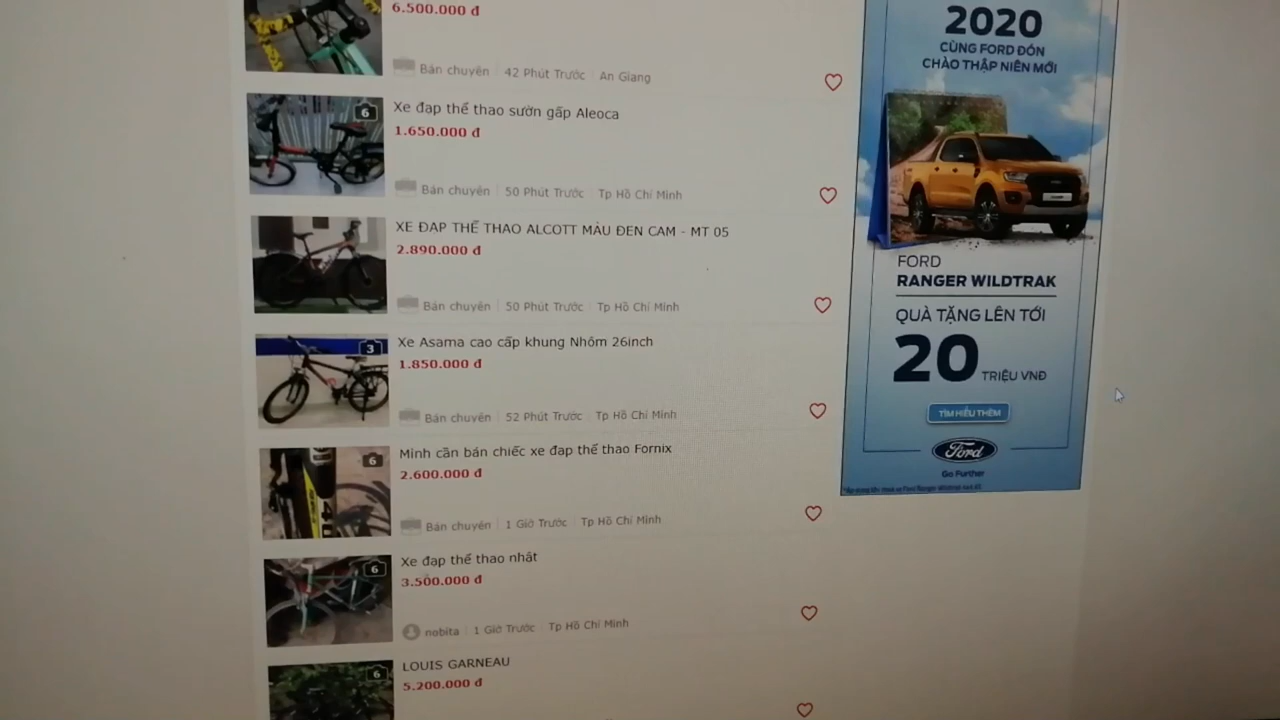 6.500.000 đ
Bán chuyên 42 Phút Trước An Giang
6
Xe đạp thể thao sườn gấp Aleoca
1.650.000 đ
Bán chuyên 50 Phút Trước Tp Hồ Chí Minh
XE ĐẠP THỂ THAO ALCOTT MÀU ĐEN CAM - MT 05
2.890.000 đ
Bán chuyên 50 Phút Trước Tp Hồ Chí Minh
3
Xe Asama cao cấp khung Nhôm 26inch
1.850.000 đ
Bán chuyên 52 Phút Trước Tp Hồ Chí Minh
6
Mình cần bán chiếc xe đạp thể thao Fornix
2.600.000 đ
Bán chuyên 1 Giờ Trước Tp Hồ Chí Minh
6
Xe đạp thể thao nhật
3.500.000 đ
nobita 1 Giờ Trước Tp Hồ Chí Minh
6
LOUIS GARNEAU
5.200.000 đ
2020
CÙNG FORD ĐÓN
CHÀO THẬP NIÊN MỚI
FORD
RANGER WILDTRAK
QUÀ TẶNG LÊN TỚI
20 TRIỆU VNĐ
TÌM HIỂU THÊM
Ford
Go Further